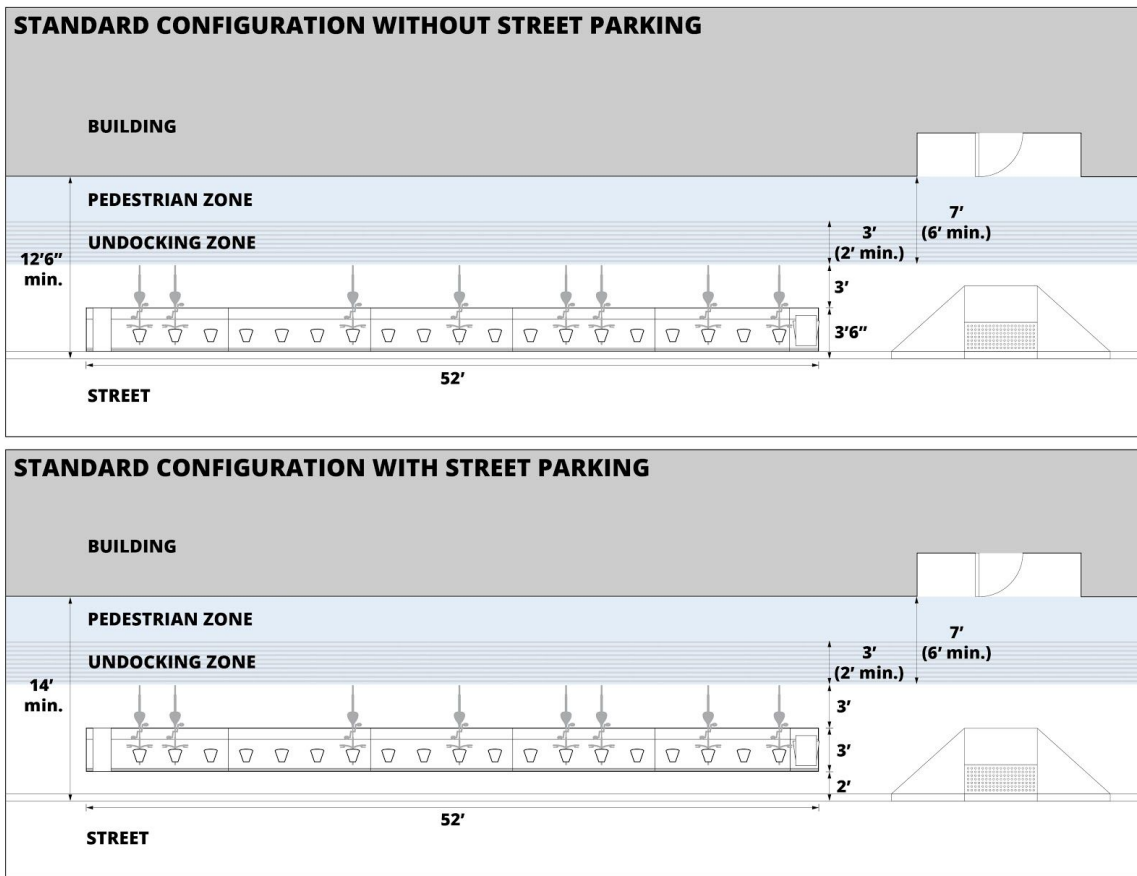 STANDARD CONFIGURATION WITHOUT STREET PARKING
BUILDING
PEDESTRIAN ZONE
7’
(6’ min.)
UNDOCKING ZONE
3’
(2’ min.)
12’6”
min.
3’
3’6”
52’
STREET
STANDARD CONFIGURATION WITH STREET PARKING
BUILDING
PEDESTRIAN ZONE
7’
(6’ min.)
UNDOCKING ZONE
3’
(2’ min.)
14’
min.
3’
3’
2’
52’
STREET